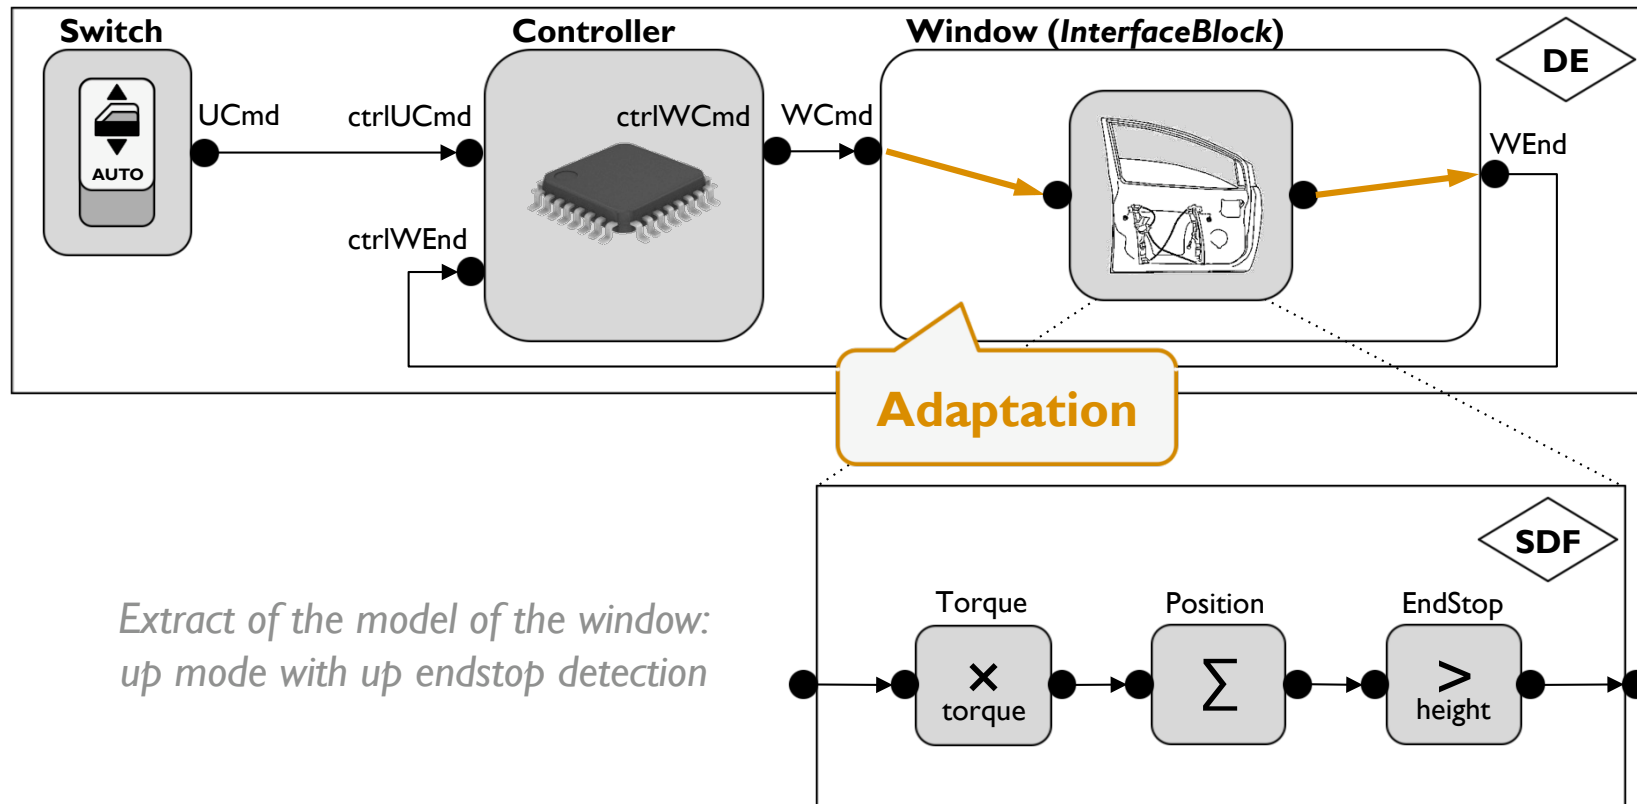 Switch
Controller
Window (InterfaceBlock)
DE
UCmd
ctrlUCmd
ctrlWCmd
WCmd
WEnd
AUTO
ctrlWEnd
Adaptation
SDF
Extract of the model of the window:
up mode with up endstop detection
Torque
Position
EndStop
×
Σ
>
torque
height